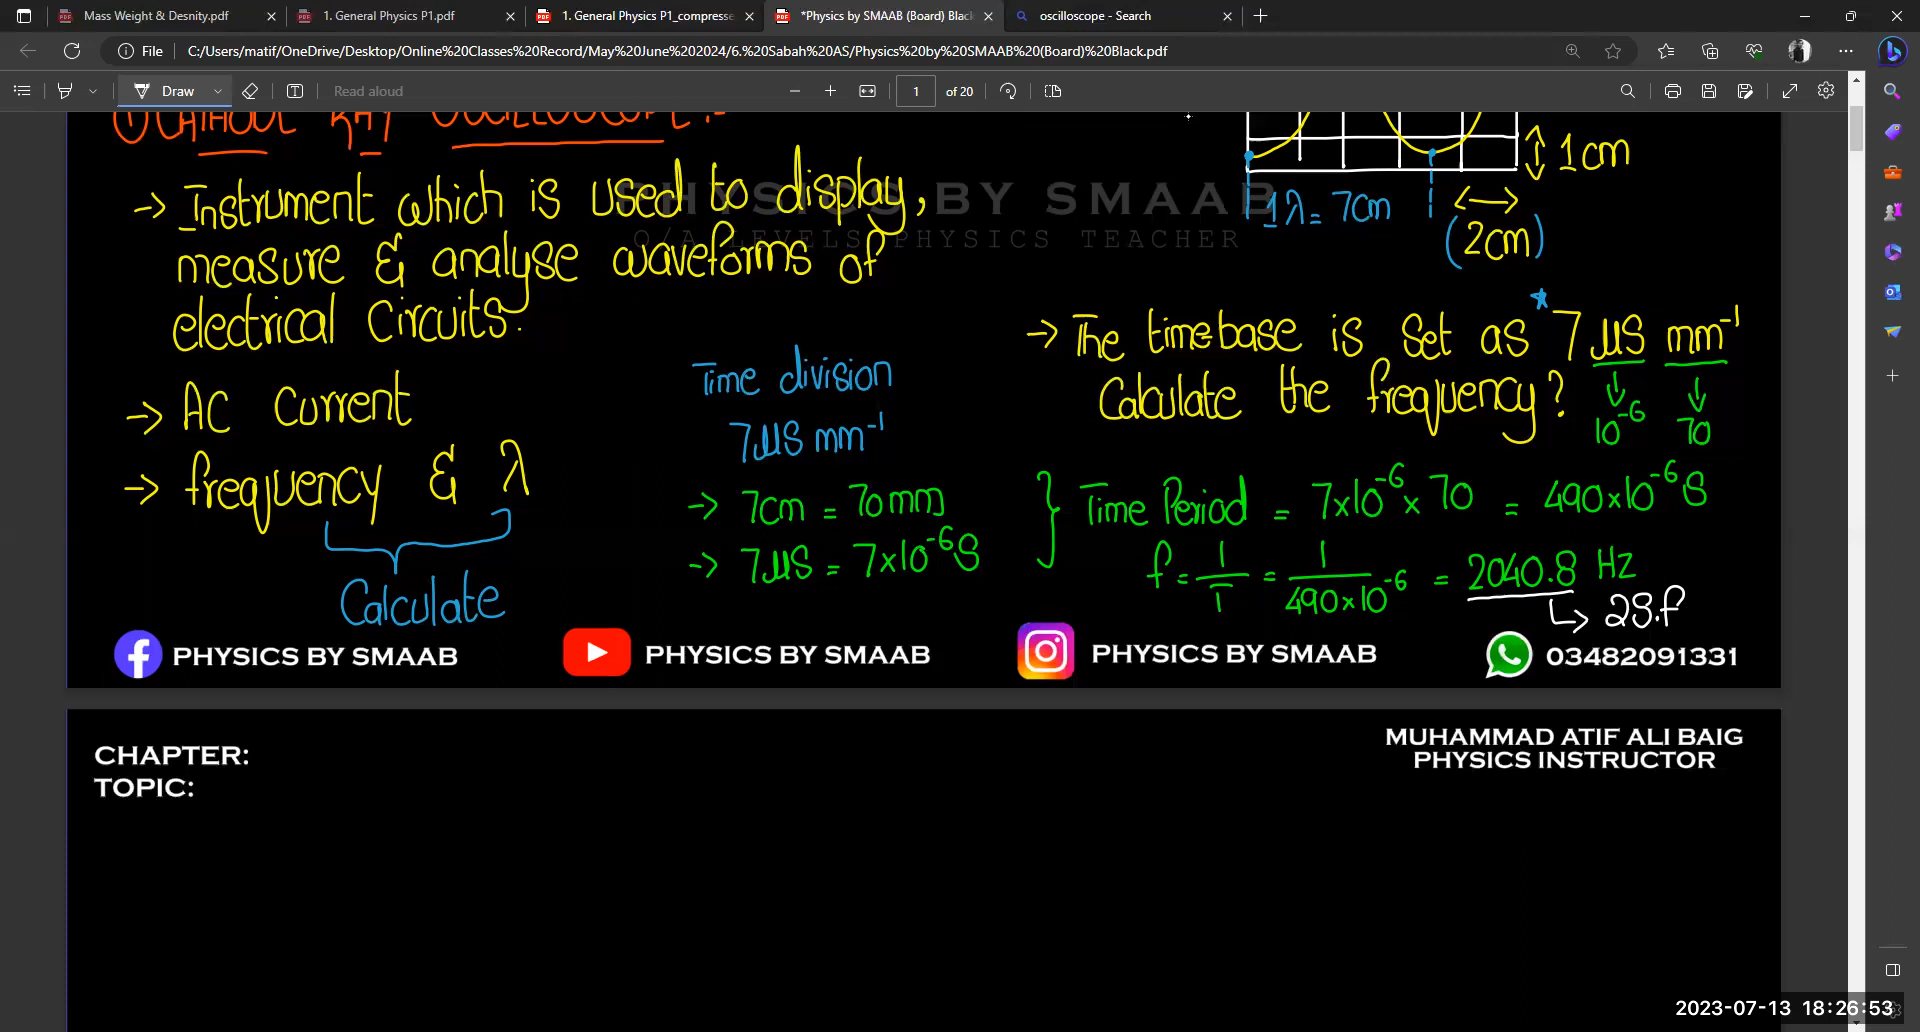 Mass Weight & Desnity.pdf
1. General Physics P1.pdf
1. General Physics P1_compresse
*Physics by SMAAB (Board) Black
oscilloscope - Search
File
C:/Users/matif/OneDrive/Desktop/Online%20Classes%20Record/May%20June%202024/6.%20Sabah%20AS/Physics%20by%20SMAAB%20(Board)%20Black.pdf
Draw
Read aloud
1 of 20
① CATHODE RAY OSCILLOSCOPE:-
→ Instrument which is used to display,
measure & analyse waveforms of
electrical Circuits.
→ AC Current
→ frequency & λ
Calculate
PHYSICS BY SMAAB
O/A LEVELS PHYSICS TEACHER
Time division
7μS mm⁻¹
→ 7cm = 70mm
→ 7μS = 7x10⁻⁶S
1cm
1λ = 7cm
(2cm)
→ The time-base is set as *7 μS mm⁻¹
Calculate the frequency?
10⁻⁶ 70
Time Period = 7x10⁻⁶ x 70 = 490x10⁻⁶S
f = 1/T = 1/490x10⁻⁶ = 2040.8 Hz
↳ 2S.f
PHYSICS BY SMAAB
PHYSICS BY SMAAB
PHYSICS BY SMAAB
03482091331
CHAPTER:
TOPIC:
MUHAMMAD ATIF ALI BAIG
PHYSICS INSTRUCTOR
2023-07-13 18:26:53